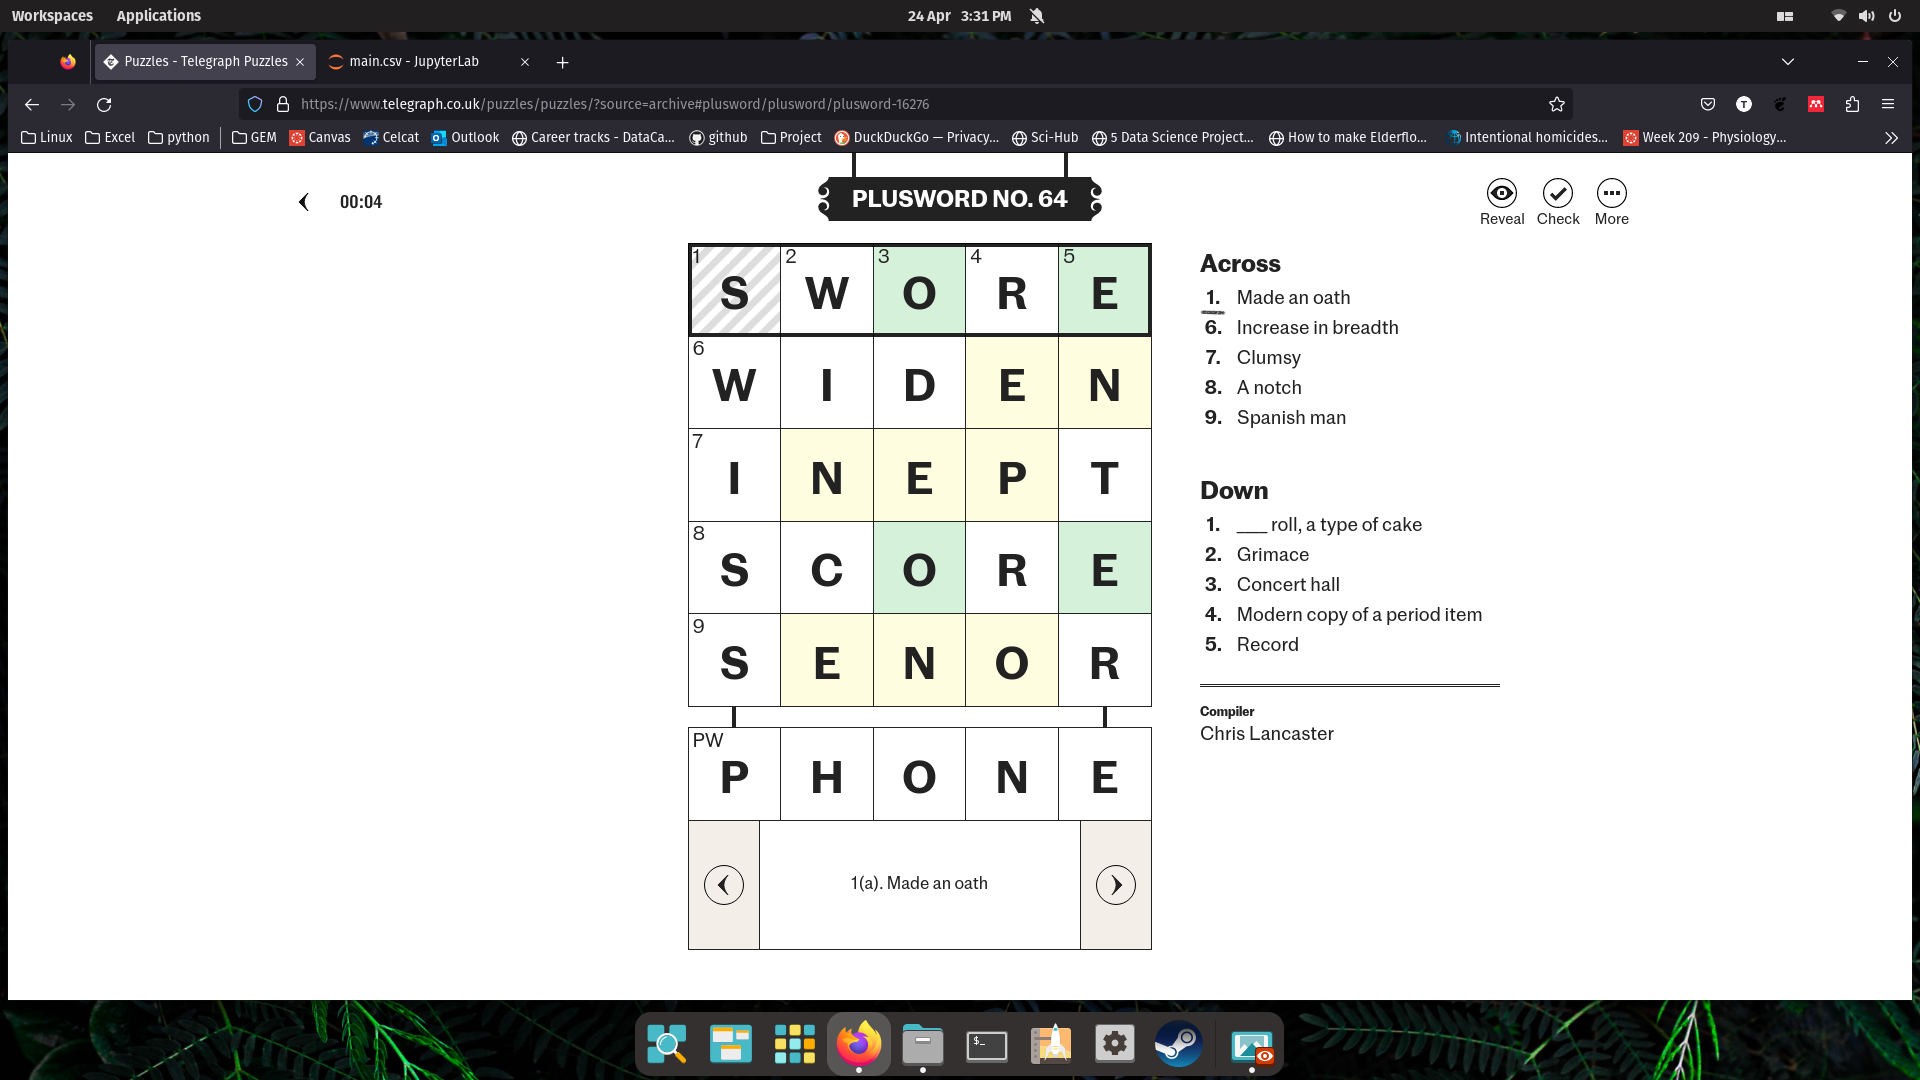 Workspaces Applications 24 Apr 3:31 PM
Puzzles - Telegraph Puzzles main.csv - JupyterLab
https://www.telegraph.co.uk/puzzles/puzzles/?source=archive#plusword/plusword/plusword-16276
Linux Excel python GEM Canvas Celcat Outlook Career tracks - DataCa... github Project DuckDuckGo — Privacy... Sci-Hub 5 Data Science Project... How to make Elderflo... Intentional homicides... Week 209 - Physiology...
00:04
PLUSWORD NO. 64
Reveal Check More
1 S 2 W 3 O 4 R 5 E
6 W I D E N
7 I N E P T
8 S C O R E
9 S E N O R
PW P H O N E
1(a). Made an oath
Across
1. Made an oath
6. Increase in breadth
7. Clumsy
8. A notch
9. Spanish man
Down
1. ___ roll, a type of cake
2. Grimace
3. Concert hall
4. Modern copy of a period item
5. Record
Compiler
Chris Lancaster